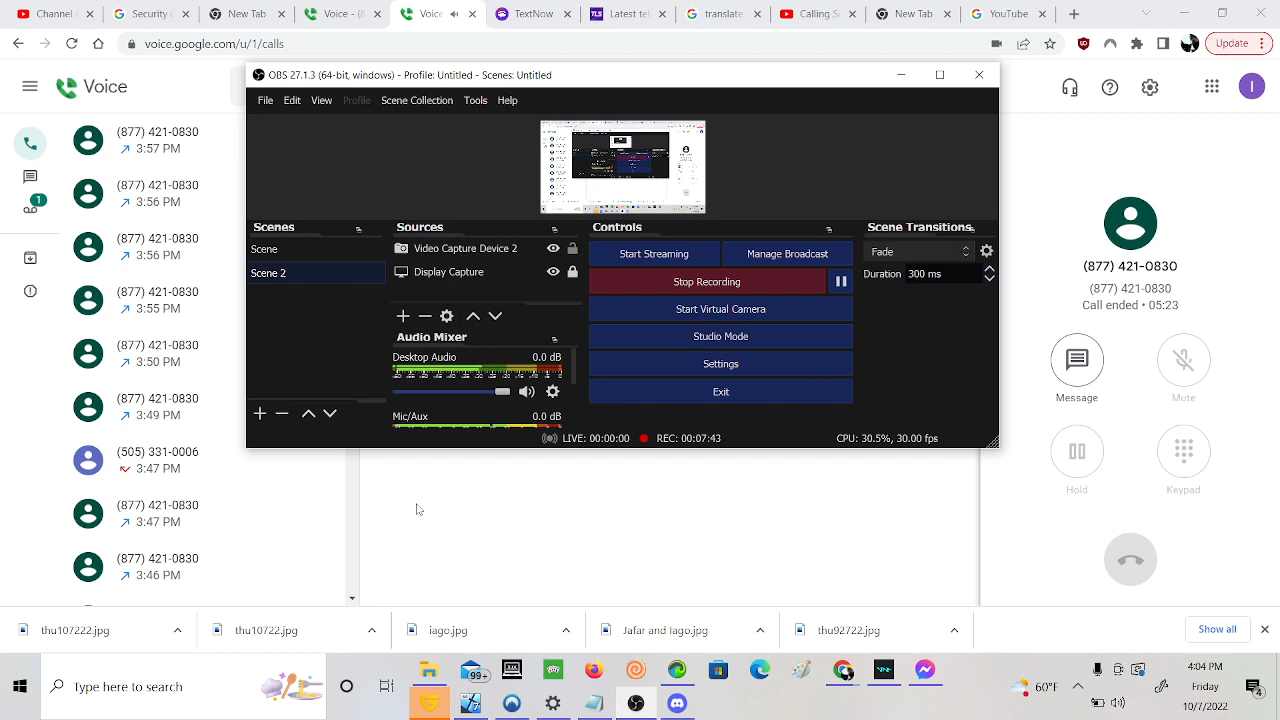 Channel c
Security C
New Tab
Voice - (8
Voice
TextNow
Latest tel
translate
Calling Sc
New Tab
YouTube
voice.google.com/u/1/calls
Update
Voice
OBS 27.1.3 (64-bit, windows) - Profile: Untitled - Scenes: Untitled
File Edit View Profile Scene Collection Tools Help
(877) 421-0830
3:57 PM
(877) 421-0830
3:56 PM
(877) 421-0830
3:56 PM
(877) 421-0830
3:55 PM
(877) 421-0830
3:50 PM
(877) 421-0830
3:49 PM
(505) 331-0006
3:47 PM
(877) 421-0830
3:47 PM
(877) 421-0830
3:46 PM
1
Scenes
Scene
Scene 2
Sources
Video Capture Device 2
Display Capture
Audio Mixer
Desktop Audio 0.0 dB
Mic/Aux 0.0 dB
Controls
Start Streaming
Manage Broadcast
Stop Recording
Start Virtual Camera
Studio Mode
Settings
Exit
Scene Transitions
Fade
Duration 300 ms
LIVE: 00:00:00 REC: 00:07:43 CPU: 30.5%, 30.00 fps
I
(877) 421-0830
(877) 421-0830
Call ended • 05:23
Message
Mute
Hold
Keypad
thu107222.jpg
thu10722.jpg
iago.jpg
Jafar and Iago.jpg
thu92722.jpg
Show all
Type here to search
99+
60°F
4:04 PM
Friday
10/7/2022
4